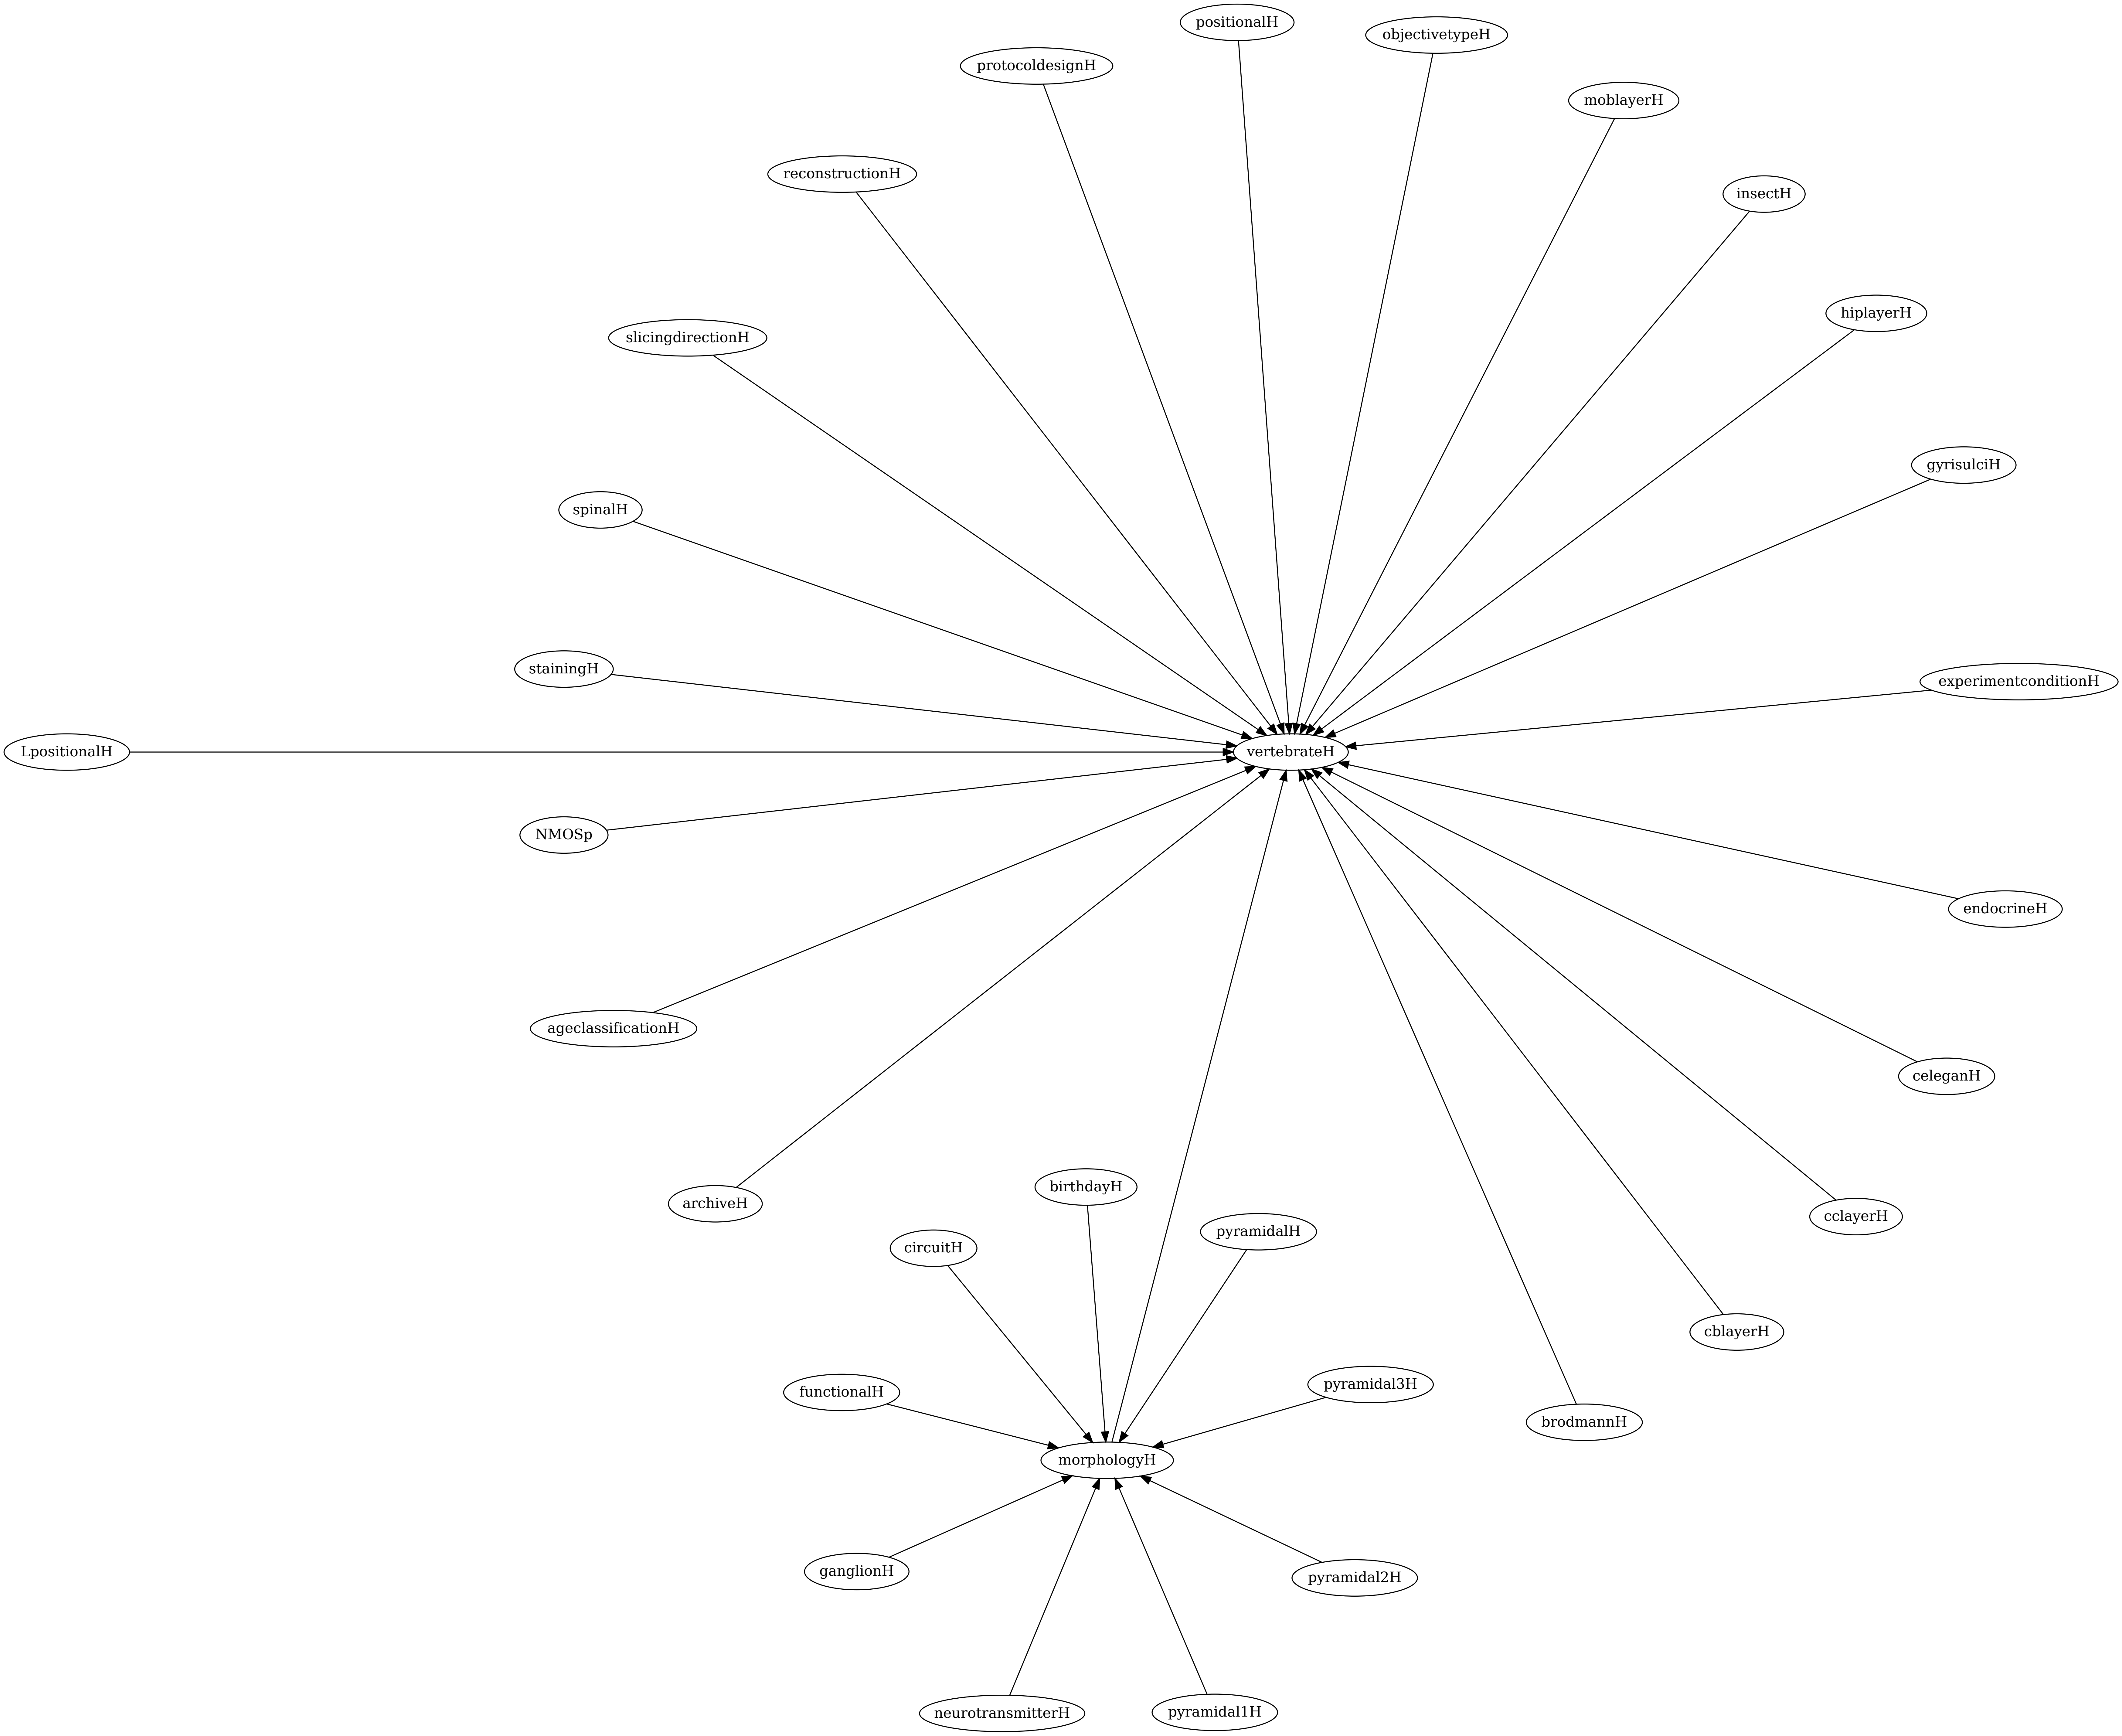 positionalH
objectivetypeH
protocoldesignH
moblayerH
reconstructionH
insectH
hiplayerH
slicingdirectionH
gyrisulciH
spinalH
stainingH
experimentconditionH
LpositionalH
vertebrateH
NMOSp
endocrineH
ageclassificationH
celeganH
birthdayH
archiveH
cclayerH
pyramidalH
circuitH
cblayerH
pyramidal3H
functionalH
brodmannH
morphologyH
ganglionH
pyramidal2H
neurotransmitterH
pyramidal1H